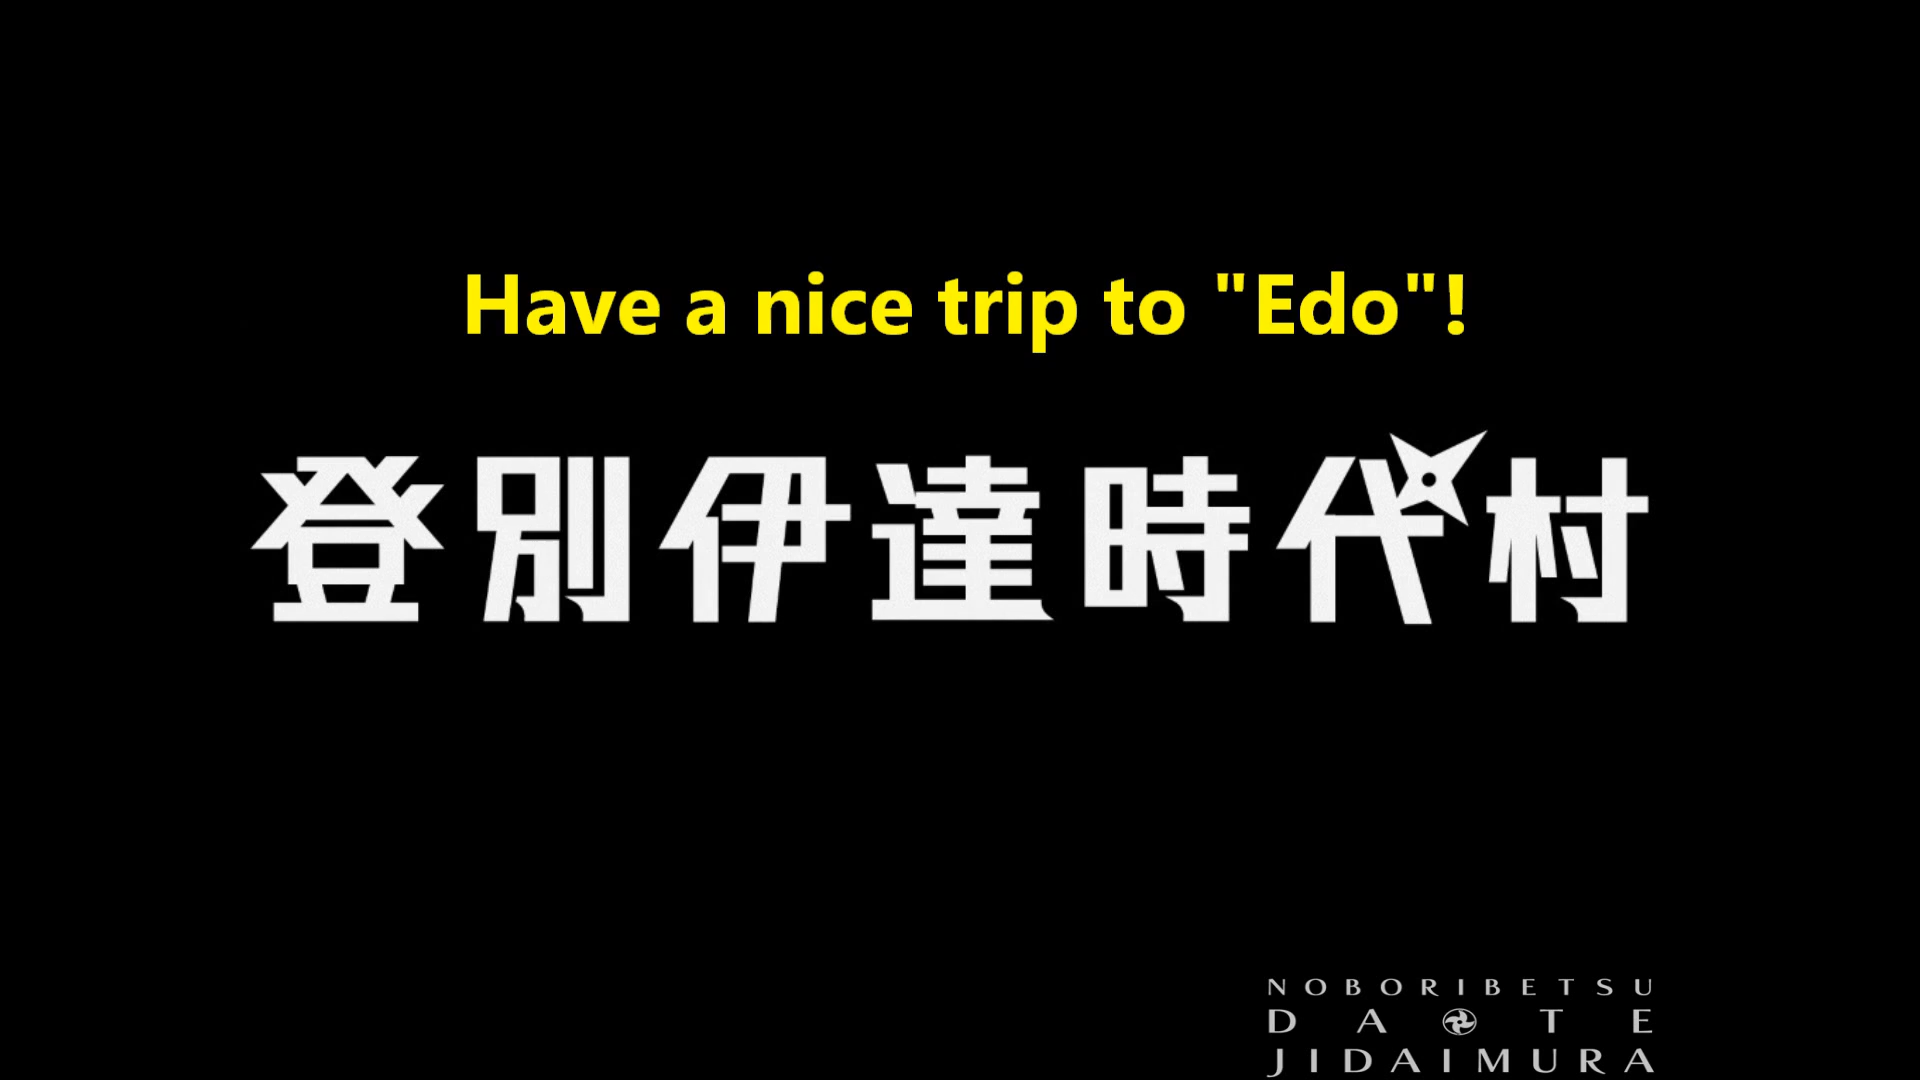 Have a nice trip to "Edo"!
登別伊達時代村
NOBORIBETSU
DATE
JIDAIMURA